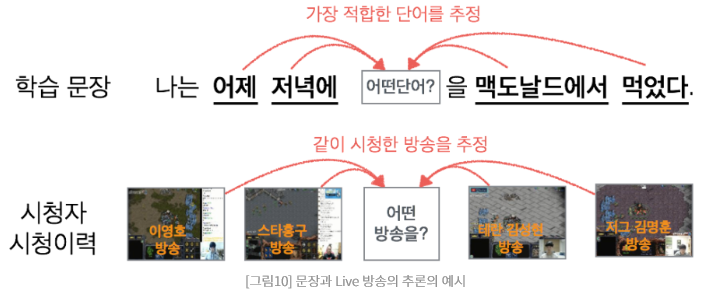 가장 적합한 단어를 추정
학습 문장 나는 어제 저녁에 어떤단어? 을 맥도날드에서 먹었다.
같이 시청한 방송을 추정
시청자
시청이력
이영호
방송
스타홍구
방송
어떤
방송을?
테란 김성현
방송
저그 김명훈
방송
[그림10] 문장과 Live 방송의 추론의 예시